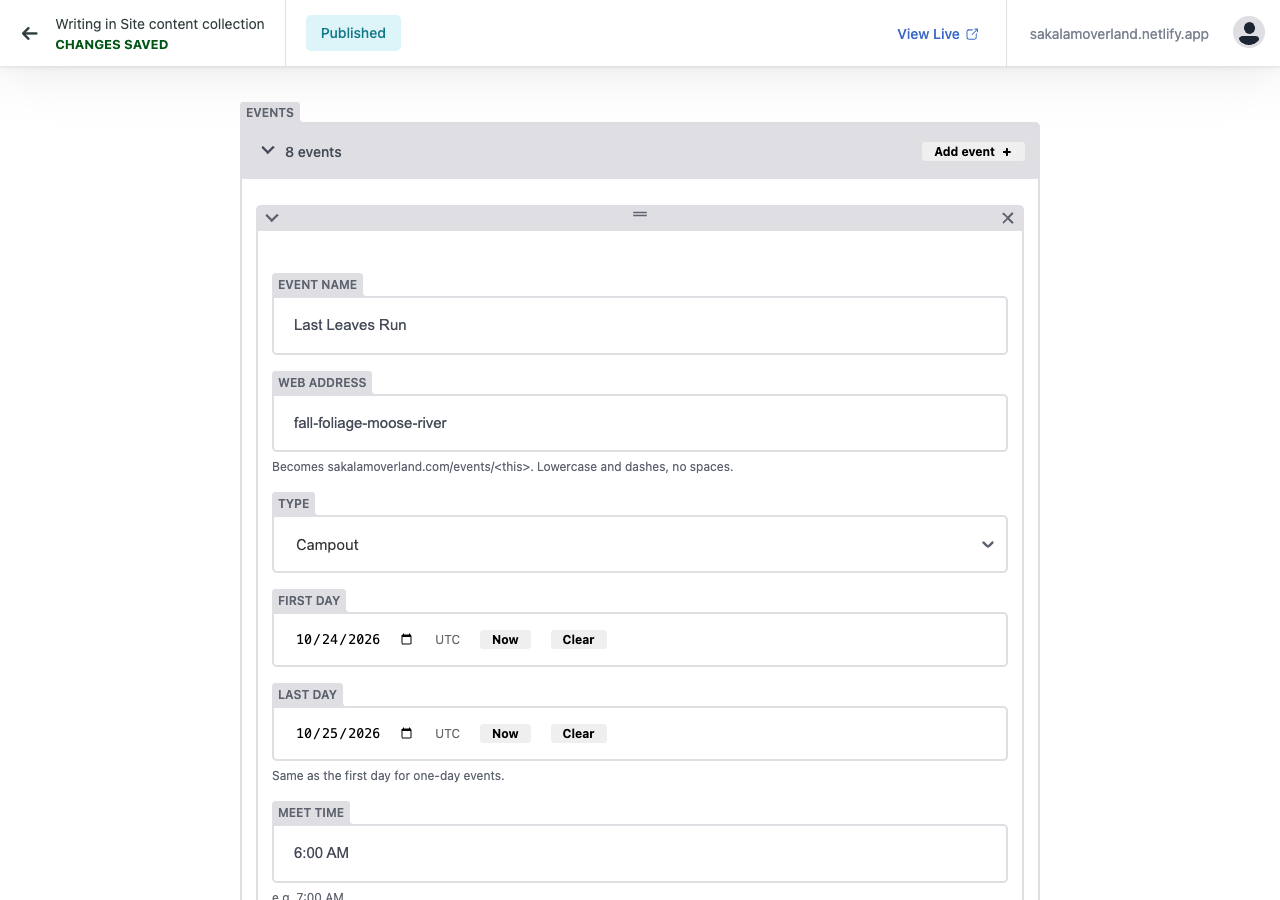 Writing in Site content collection
CHANGES SAVED
Published
View Live
sakalamoverland.netlify.app
EVENTS
8 events
Add event +
EVENT NAME
Last Leaves Run
WEB ADDRESS
fall-foliage-moose-river
Becomes sakalamoverland.com/events/<this>. Lowercase and dashes, no spaces.
TYPE
Campout
FIRST DAY
10/24/2026 UTC Now Clear
LAST DAY
10/25/2026 UTC Now Clear
Same as the first day for one-day events.
MEET TIME
6:00 AM
e.g. 7:00 AM